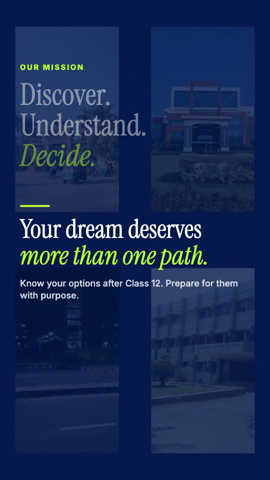 OUR MISSION
Discover.
Understand.
Decide.
Your dream deserves
more than one path.
Know your options after Class 12. Prepare for them
with purpose.